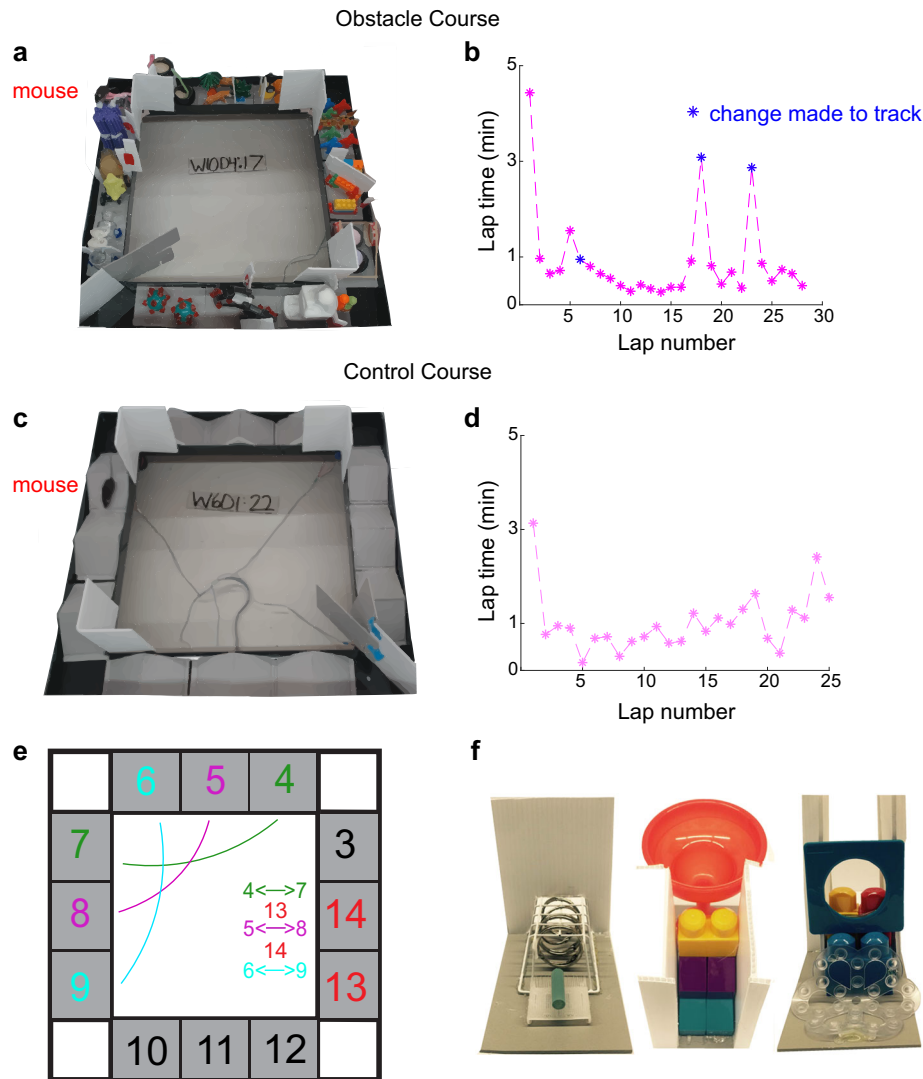 Obstacle Course
a
mouse
W10D4:17
b
5
3
1
0
Lap time (min)
* change made to track
5
10
15
20
25
30
Lap number
Control Course
c
mouse
W6D1:22
d
5
3
1
0
Lap time (min)
5
10
15
20
25
Lap number
e
6 5 4
7 3
8 14
9 13
10 11 12
4<—>7
13
5<—>8
14
6<—>9
f